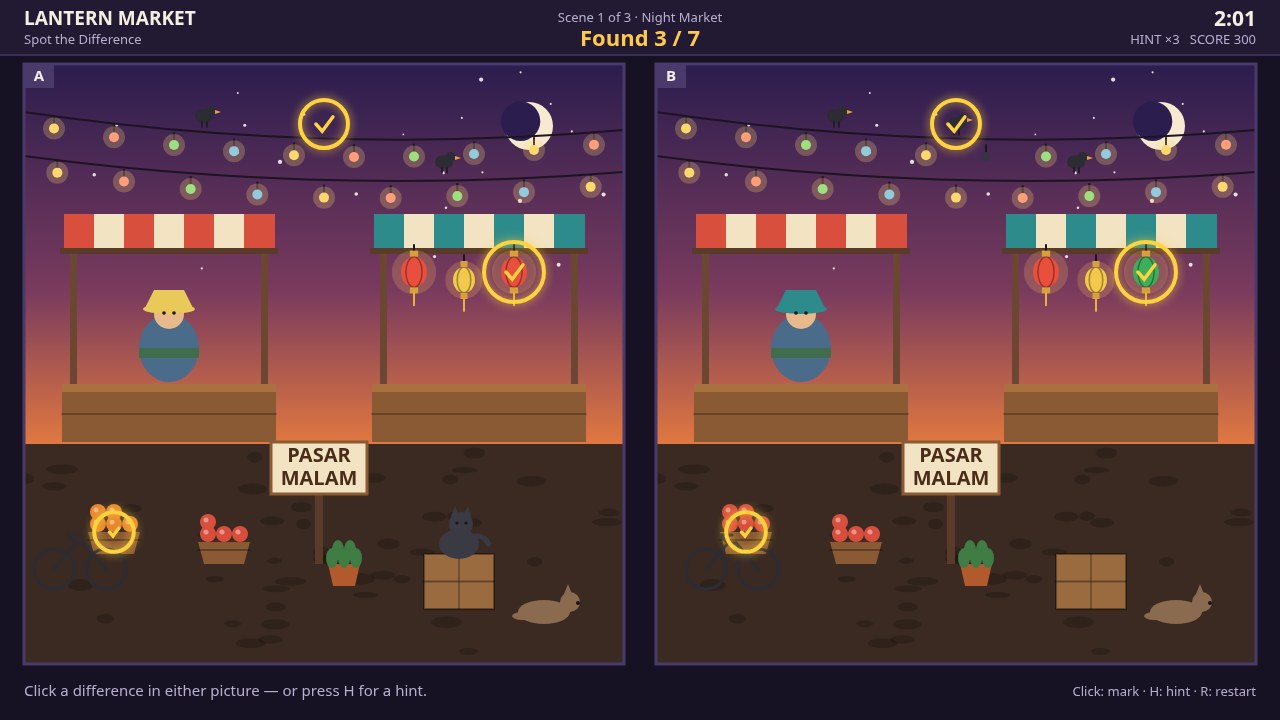 LANTERN MARKET
Spot the Difference
Scene 1 of 3 · Night Market
Found 3 / 7
2:01
HINT ×3 SCORE 300
A
B
PASAR
MALAM
PASAR
MALAM
Click a difference in either picture — or press H for a hint.
Click: mark · H: hint · R: restart